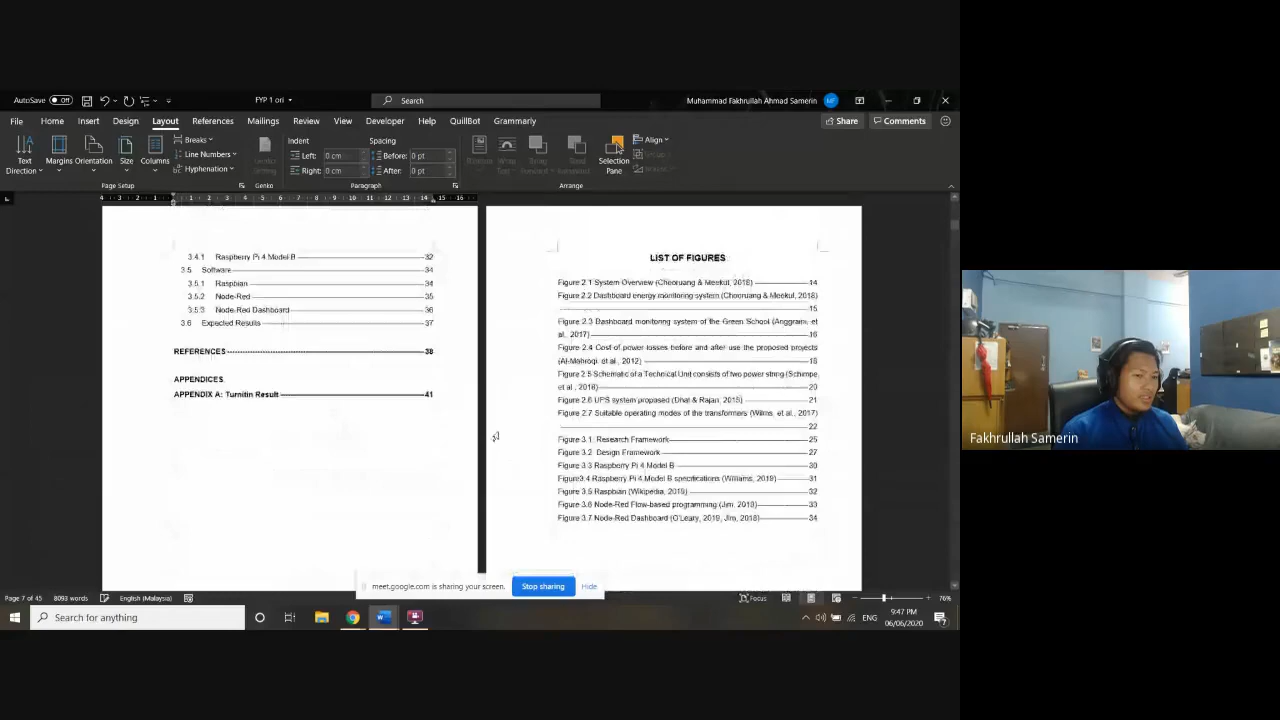 AutoSave Off
FYP 1 ori
Search
Muhammad Fakhrullah Ahmad Samerin
MF
File Home Insert Design Layout References Mailings Review View Developer Help QuillBot Grammarly
Share Comments
Text Direction
Margins
Orientation
Size
Columns
Breaks
Line Numbers
Hyphenation
Page Setup
Indent
Left: 0 cm
Right: 0 cm
Spacing
Before: 0 pt
After: 0 pt
Paragraph
Selection Pane
Align
Arrange
3.4.1 Raspberry Pi 4 Model B 32
3.5 Software 34
3.5.1 Raspbian 34
3.5.2 Node-Red 35
3.5.3 Node-Red Dashboard 36
3.6 Expected Results 37
REFERENCES 38
APPENDICES
APPENDIX A: Turnitin Result 41
LIST OF FIGURES
Figure 2.1 System Overview (Chooruang & Meekul, 2018) 14
Figure 2.2 Dashboard energy monitoring system (Chooruang & Meekul, 2018)
15
Figure 2.3 Dashboard monitoring system of the Green School (Anggraini, et
al., 2017) 16
Figure 2.4 Cost of power losses before and after use the proposed projects
(Al-Mahroqi, et al., 2012) 18
Figure 2.5 Schematic of a Technical Unit consists of two power string (Schimpe,
et al., 2018) 20
Figure 2.6 UPS system proposed (Dhal & Rajan, 2015) 21
Figure 2.7 Suitable operating modes of the transformers (Wilms, et al., 2017)
22
Figure 3.1 Research Framework 25
Figure 3.2 Design Framework 27
Figure 3.3 Raspberry Pi 4 Model B 30
Figure3.4 Raspberry Pi 4 Model B specifications (Williams, 2019) 31
Figure 3.5 Raspbian (Wikipedia, 2019) 32
Figure 3.6 Node-Red Flow-based programming (Jim, 2018) 33
Figure 3.7 Node-Red Dashboard (O'Leary, 2019, Jim, 2018) 34
meet.google.com is sharing your screen.
Stop sharing
Hide
Page 7 of 45 8093 words English (Malaysia)
Focus
76%
Search for anything
ENG
9:47 PM
06/06/2020
Fakhrullah Samerin